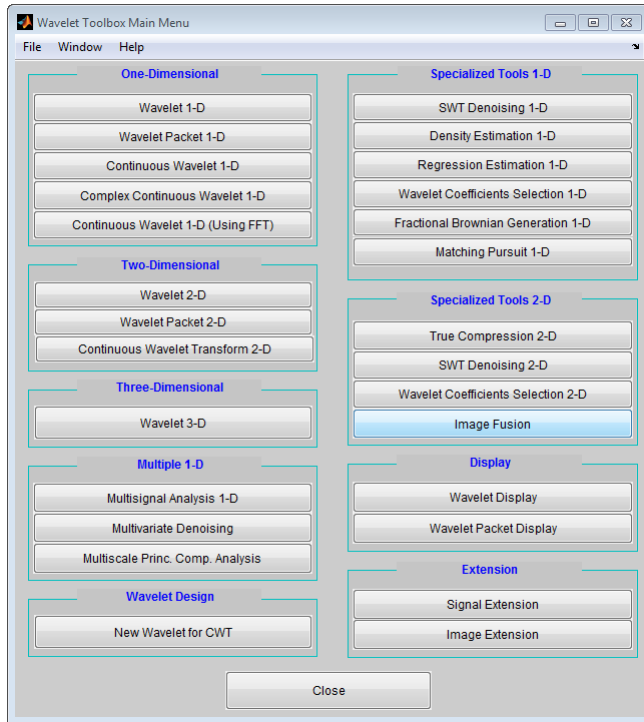 Wavelet Toolbox Main Menu
File Window Help
One-Dimensional
Wavelet 1-D
Wavelet Packet 1-D
Continuous Wavelet 1-D
Complex Continuous Wavelet 1-D
Continuous Wavelet 1-D (Using FFT)
Two-Dimensional
Wavelet 2-D
Wavelet Packet 2-D
Continuous Wavelet Transform 2-D
Three-Dimensional
Wavelet 3-D
Multiple 1-D
Multisignal Analysis 1-D
Multivariate Denoising
Multiscale Princ. Comp. Analysis
Wavelet Design
New Wavelet for CWT
Specialized Tools 1-D
SWT Denoising 1-D
Density Estimation 1-D
Regression Estimation 1-D
Wavelet Coefficients Selection 1-D
Fractional Brownian Generation 1-D
Matching Pursuit 1-D
Specialized Tools 2-D
True Compression 2-D
SWT Denoising 2-D
Wavelet Coefficients Selection 2-D
Image Fusion
Display
Wavelet Display
Wavelet Packet Display
Extension
Signal Extension
Image Extension
Close